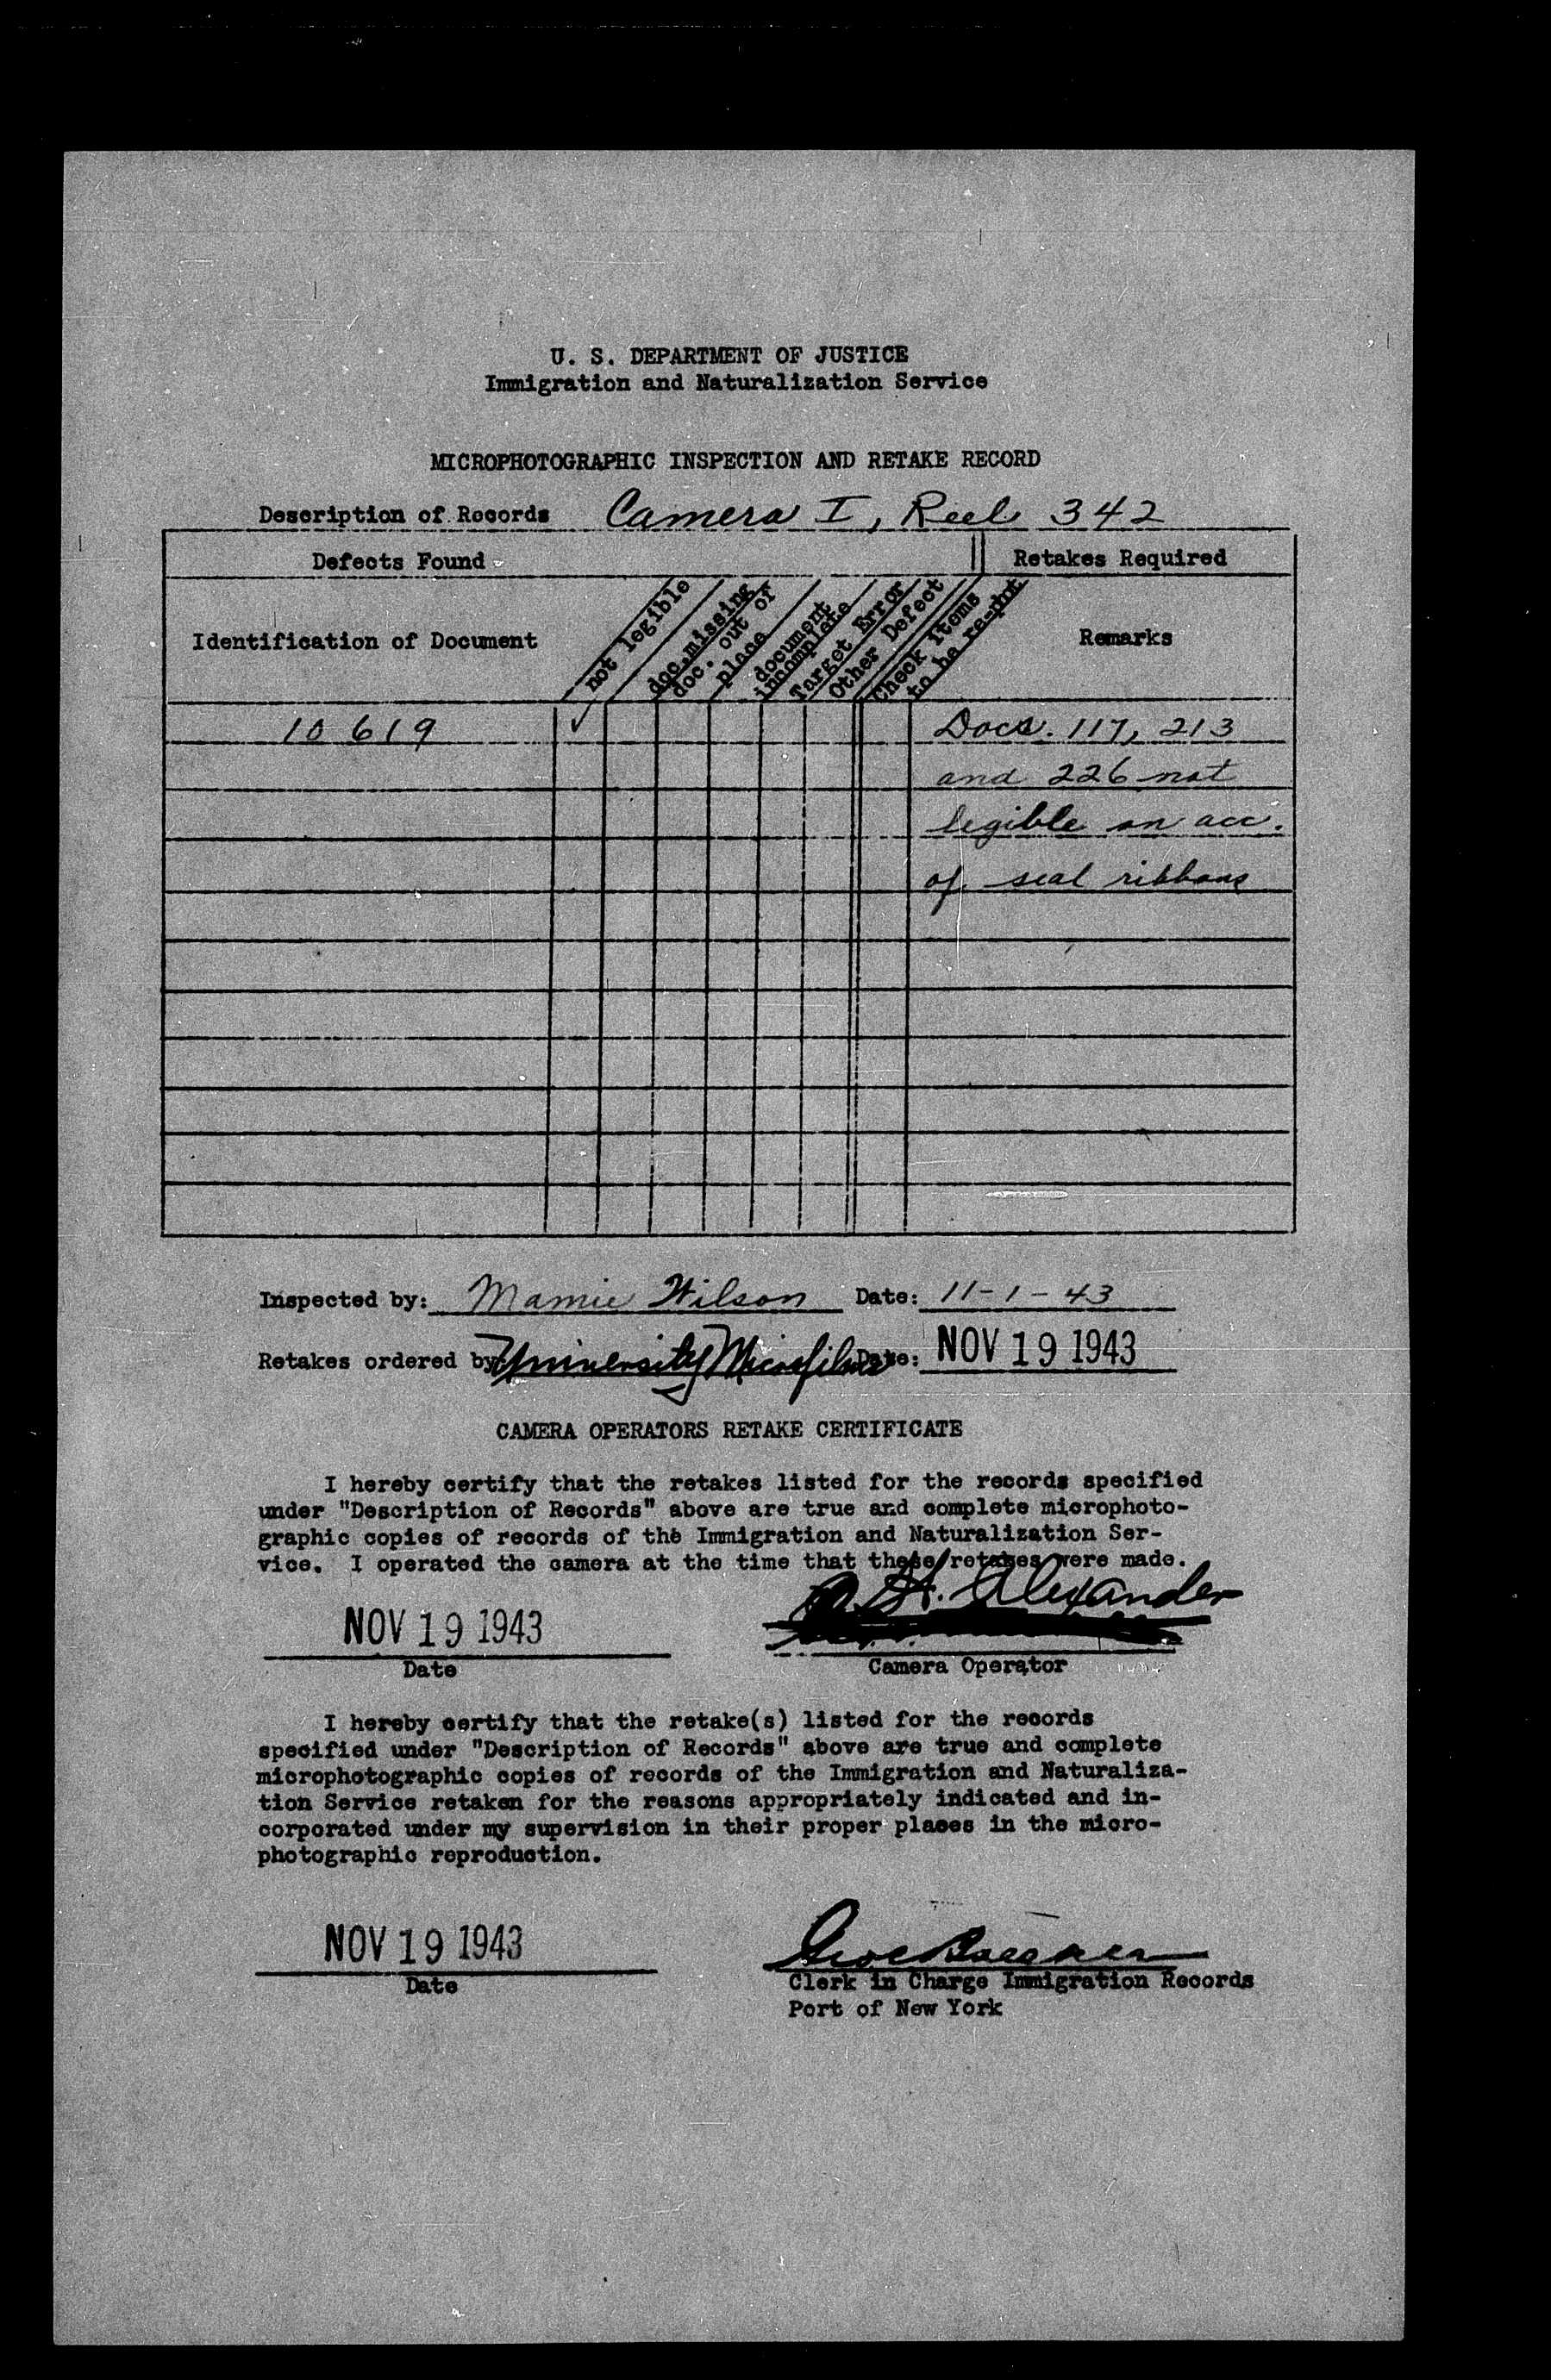 U. S. DEPARTMENT OF JUSTICE
Immigration and Naturalization Service
MICROPHOTOGRAPHIC INSPECTION AND RETAKE RECORD
Description of Records Camera I, Reel 342
Defects Found
Retakes Required
Identification of Document
not legible
doc. missing
doc. out of
place
document
incomplete
Target Error
Other Defect
Check items
to be re-phot
Remarks
10 619 ✓ Docs. 117, 213
and 226 not
legible on acc.
of seal ribbons
Inspected by: Mamie Wilson Date: 11-1-43
Retakes ordered by: University Microfilms Date: NOV 19 1943
CAMERA OPERATORS RETAKE CERTIFICATE
I hereby certify that the retakes listed for the records specified
under "Description of Records" above are true and complete microphoto-
graphic copies of records of the Immigration and Naturalization Ser-
vice. I operated the camera at the time that these retakes were made.
NOV 19 1943 H. Alexander
Date Camera Operator
I hereby certify that the retake(s) listed for the records
specified under "Description of Records" above are true and complete
microphotographic copies of records of the Immigration and Naturaliza-
tion Service retaken for the reasons appropriately indicated and in-
corporated under my supervision in their proper places in the micro-
photographic reproduction.
NOV 19 1943
Date Clerk in Charge Immigration Records
Port of New York